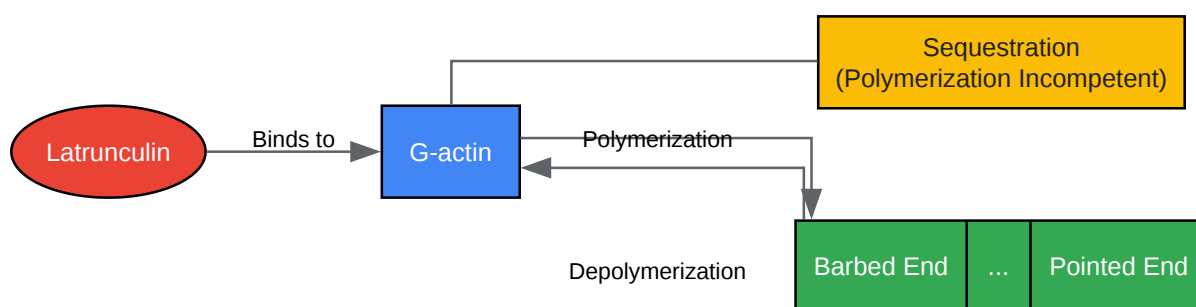 Sequestration
(Polymerization Incompetent)
Latrunculin
Binds to
G-actin
Polymerization
Depolymerization
Barbed End
...
Pointed End